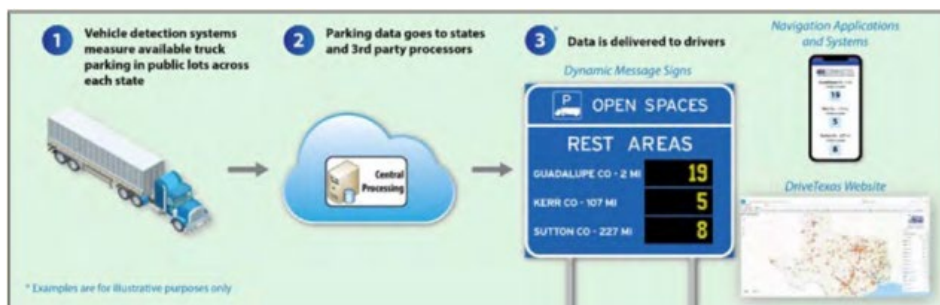 1
Vehicle detection systems
measure available truck
parking in public lots across
each state
2
Parking data goes to states
and 3rd party processors
Central
Processing
3
Data is delivered to drivers
Dynamic Message Signs
P
OPEN SPACES
REST AREAS
GUADALUPE CO - 2 MI 19
KERR CO - 107 MI 5
SUTTON CO - 227 MI 8
Navigation Applications
and Systems
19
5
8
DriveTexas Website
* Examples are for illustrative purposes only